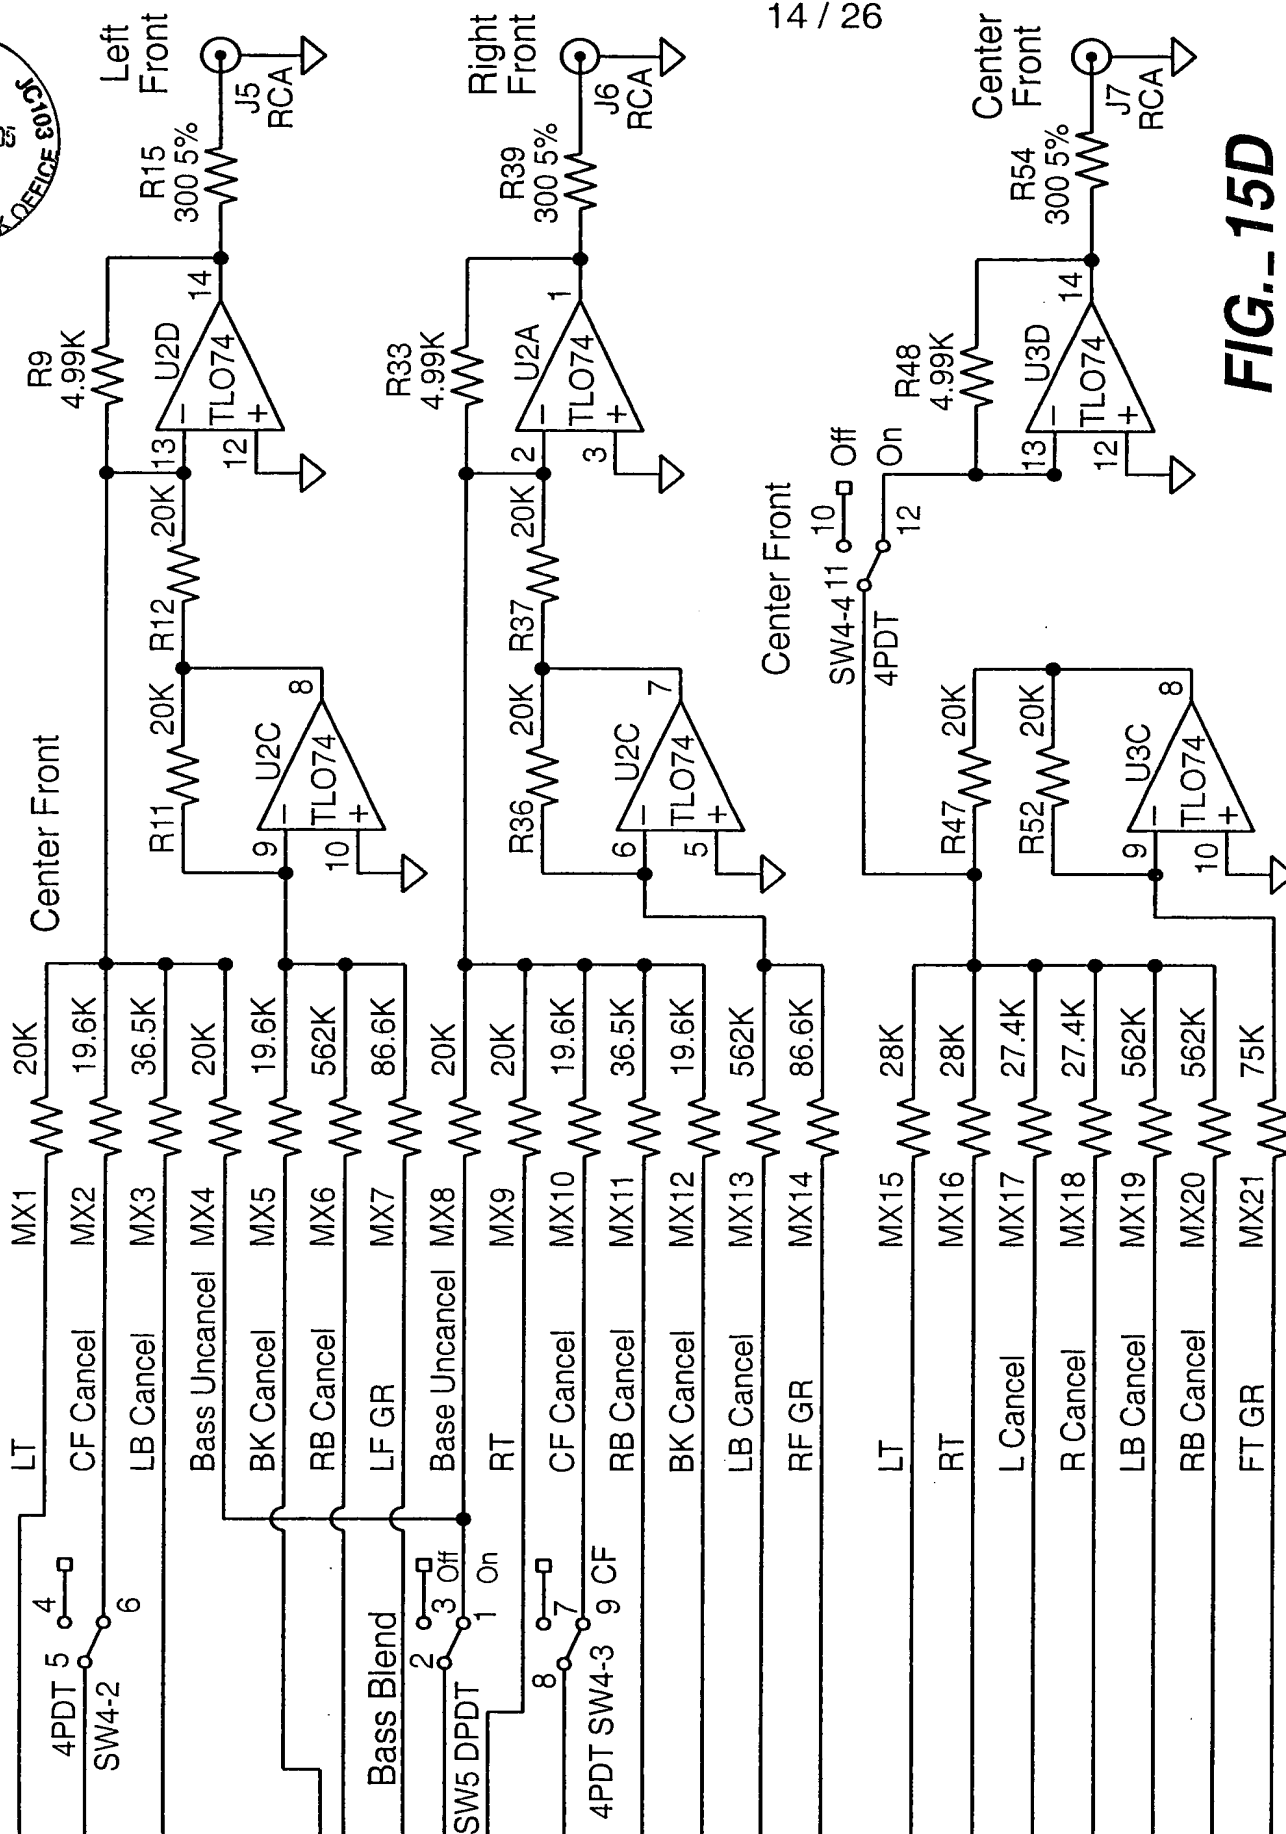 14 / 26
JC103
OFFICE
Left
Front
J5
RCA
R15
300 5%
14
R9
4.99K
U2D
TLO74
-
+
13
12
20K
R12
8
20K
R11
U2C
TLO74
-
+
9
10
Center Front
Right
Front
J6
RCA
R39
300 5%
1
R33
4.99K
U2A
TLO74
-
+
2
3
20K
R37
7
20K
R36
U2C
TLO74
-
+
6
5
Center
Front
J7
RCA
R54
300 5%
14
R48
4.99K
U3D
TLO74
-
+
13
12
Center Front
SW4-4
4PDT
11
10
Off
On
12
20K
R47
20K
R52
8
U3C
TLO74
-
+
9
10
LT MX1 20K
CF Cancel MX2 19.6K
LB Cancel MX3 36.5K
Bass Uncancel MX4 20K
BK Cancel MX5 19.6K
RB Cancel MX6 562K
LF GR MX7 86.6K
Base Uncancel MX8 20K
RT MX9 20K
CF Cancel MX10 19.6K
RB Cancel MX11 36.5K
BK Cancel MX12 19.6K
LB Cancel MX13 562K
RF GR MX14 86.6K
LT MX15 28K
RT MX16 28K
L Cancel MX17 27.4K
R Cancel MX18 27.4K
LB Cancel MX19 562K
RB Cancel MX20 562K
FT GR MX21 75K
4PDT 5
SW4-2
4
6
Bass Blend
2
3 Off
1 On
SW5 DPDT
8
7
9 CF
4PDT SW4-3
FIG._15D